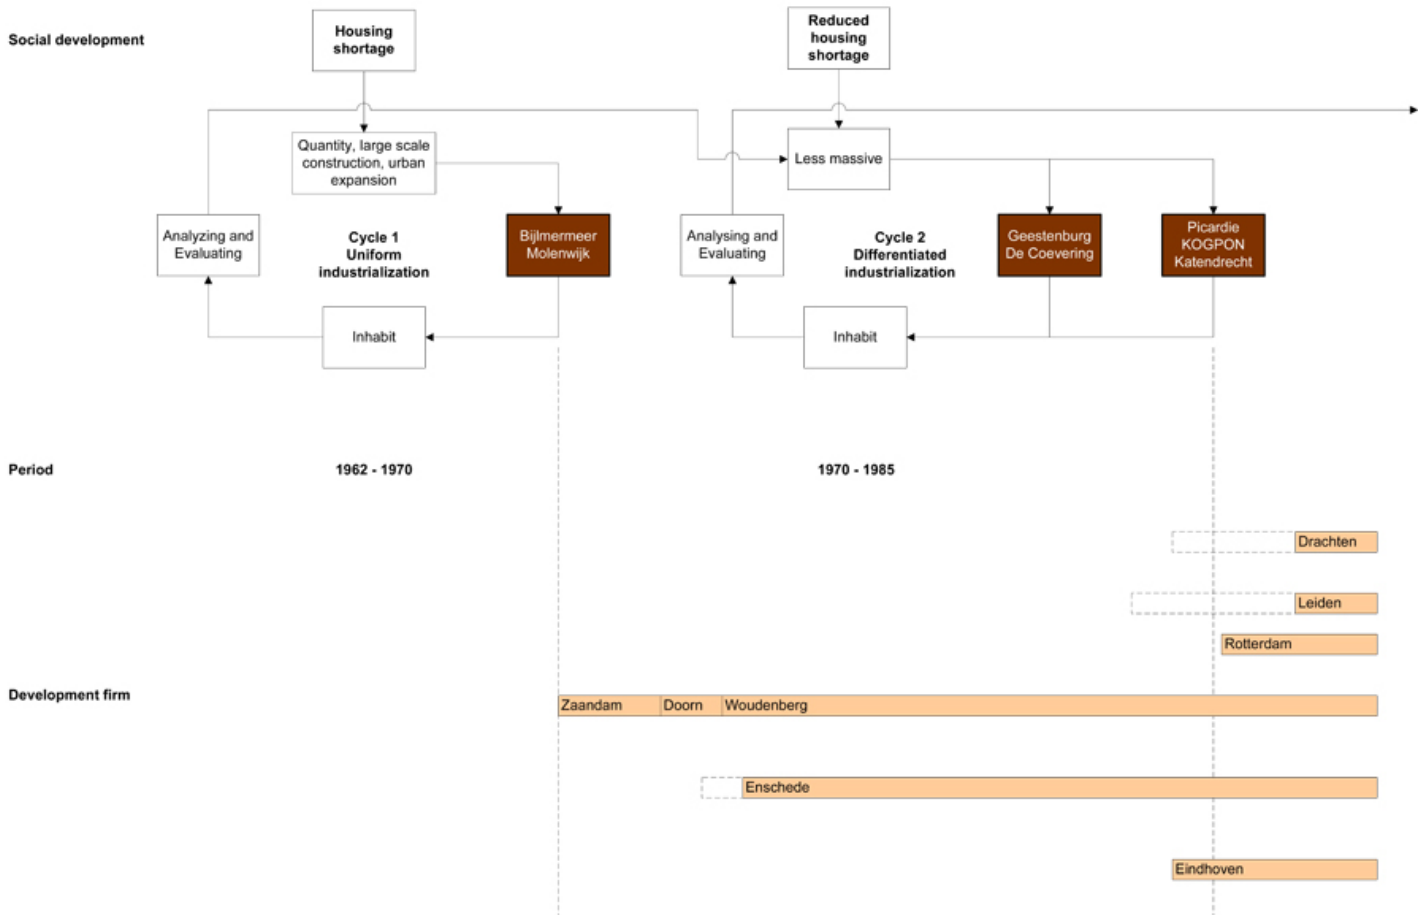 Social development
Housing
shortage
Reduced
housing
shortage
Quantity, large scale
construction, urban
expansion
Less massive
Analyzing and
Evaluating
Cycle 1
Uniform
industrialization
Bijlmermeer
Molenwijk
Analysing and
Evaluating
Cycle 2
Differentiated
industrialization
Geestenburg
De Coevering
Picardie
KOGPON
Katendrecht
Inhabit
Inhabit
Period
1962 - 1970
1970 - 1985
Drachten
Leiden
Rotterdam
Development firm
Zaandam
Doorn
Woudenberg
Enschede
Eindhoven